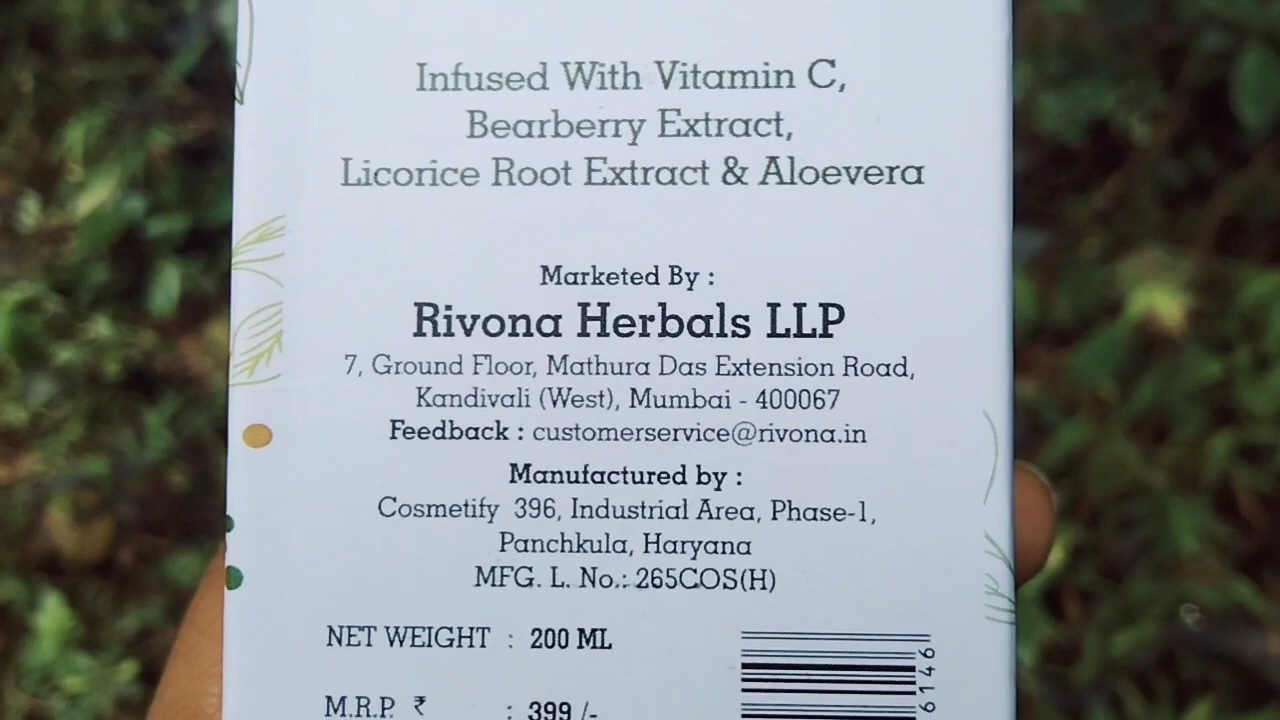 Infused With Vitamin C,
Bearberry Extract,
Licorice Root Extract & Aloevera
Marketed By :
Rivona Herbals LLP
7, Ground Floor, Mathura Das Extension Road,
Kandivali (West), Mumbai - 400067
Feedback : customerservice@rivona.in
Manufactured by :
Cosmetify 396, Industrial Area, Phase-1,
Panchkula, Haryana
MFG. L. No.: 265COS(H)
NET WEIGHT : 200 ML
M.R.P. ₹ : 399 /-
6146